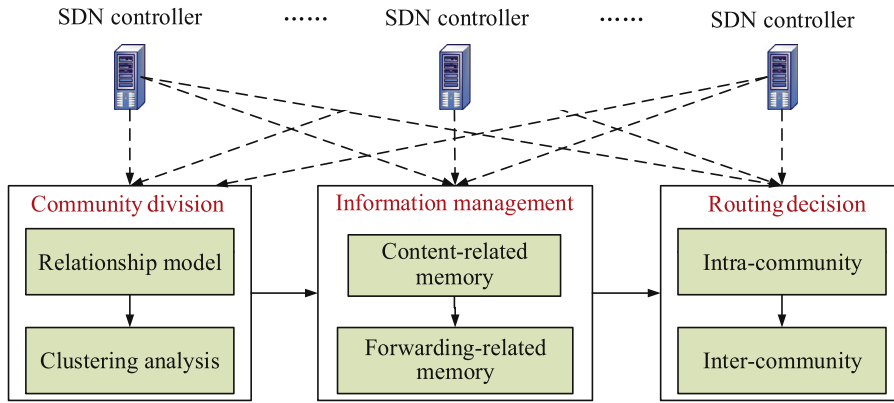 SDN controller ...... SDN controller ...... SDN controller
Community division
Relationship model
Clustering analysis
Information management
Content-related
memory
Forwarding-related
memory
Routing decision
Intra-community
Inter-community